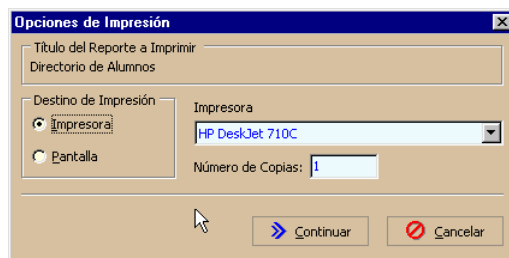 Opciones de Impresión
Título del Reporte a Imprimir
Directorio de Alumnos
Destino de Impresión
Impresora
Pantalla
Impresora
HP DeskJet 710C
Número de Copias: 1
Continuar
Cancelar